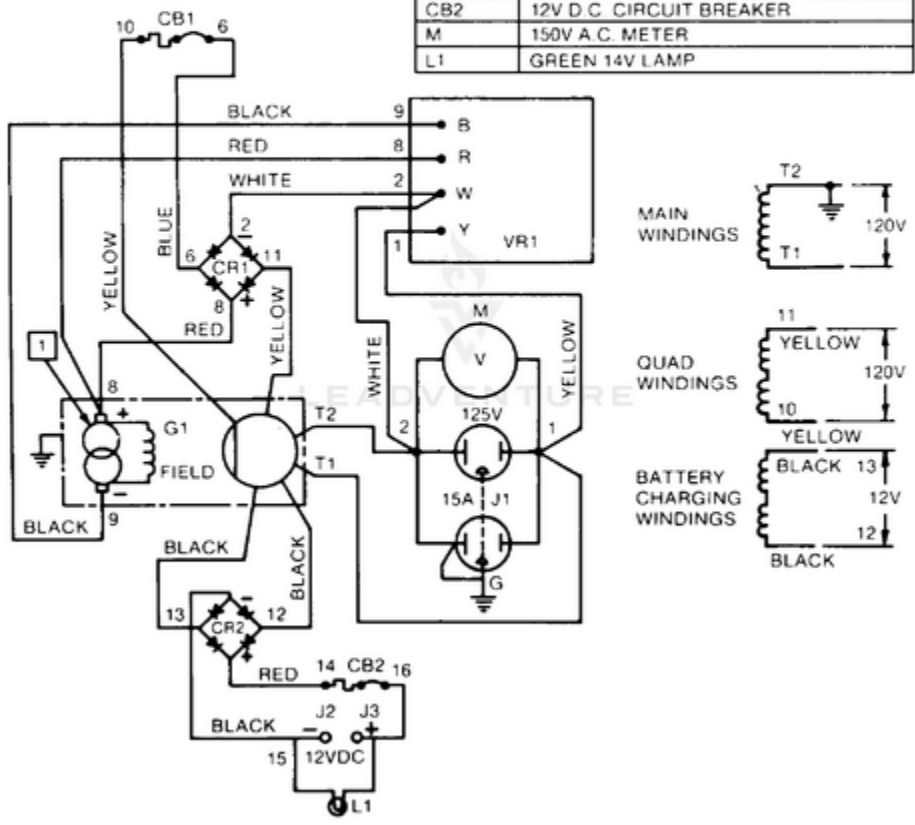 CB2 12V D.C. CIRCUIT BREAKER
M 150V A.C. METER
L1 GREEN 14V LAMP
10 CB1 6
BLACK 9 B
RED 8 R
WHITE 2 W
Y
1 VR1
YELLOW
BLUE
2 −
6 CR1 11
8 +
RED
YELLOW
1
8
+ G1
FIELD
−
9
BLACK
T2
T1
WHITE
YELLOW
M
V
125V
2 1
15A J1
G
BLACK
BLACK
13 − 12
CR2
+
RED 14 CB2 16
J2 J3
BLACK − +
15 12VDC
L1
LEADVENTURE
MAIN
WINDINGS
T2
120V
T1
QUAD
WINDINGS
11
YELLOW
120V
10
YELLOW
BATTERY
CHARGING
WINDINGS
BLACK 13
12V
12
BLACK